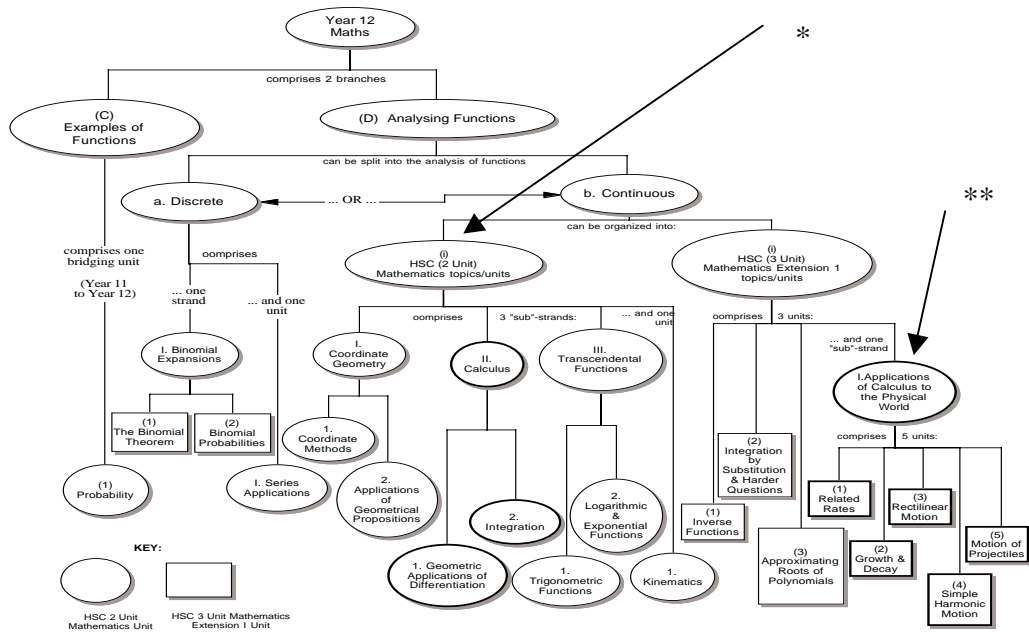 Year 12
Maths
*
comprises 2 branches
(C)
Examples of
Functions
(D) Analysing Functions
can be split into the analysis of functions
a. Discrete
... OR ...
b. Continuous
**
can be organized into:
comprises one
bridging unit
(Year 11
to Year 12)
comprises
... one
strand
... and one
unit
(i)
HSC (2 Unit)
Mathematics topics/units
(i)
HSC (3 Unit)
Mathematics Extension 1
topics/units
comprises
3 "sub"-strands:
... and one
unit
comprises
3 units:
... and one
"sub"-strand
I. Binomial
Expansions
I.
Coordinate
Geometry
II.
Calculus
III.
Transcendental
Functions
I.Applications
of Calculus to
the Physical
World
comprises
5 units:
(1)
The Binomial
Theorem
(2)
Binomial
Probabilities
1.
Coordinate
Methods
(2)
Integration
by
Substitution
& Harder
Questions
(1)
Probability
I. Series
Applications
2.
Applications
of
Geometrical
Propositions
2.
Integration
2.
Logarithmic
&
Exponential
Functions
(1)
Inverse
Functions
(1)
Related
Rates
(3)
Rectilinear
Motion
(5)
Motion of
Projectiles
(2)
Growth &
Decay
(3)
Approximating
Roots of
Polynomials
(4)
Simple
Harmonic
Motion
1. Geometric
Applications of
Differentiation
1.
Trigonometric
Functions
1.
Kinematics
KEY:
HSC 2 Unit
Mathematics Unit
HSC 3 Unit Mathematics
Extension I Unit